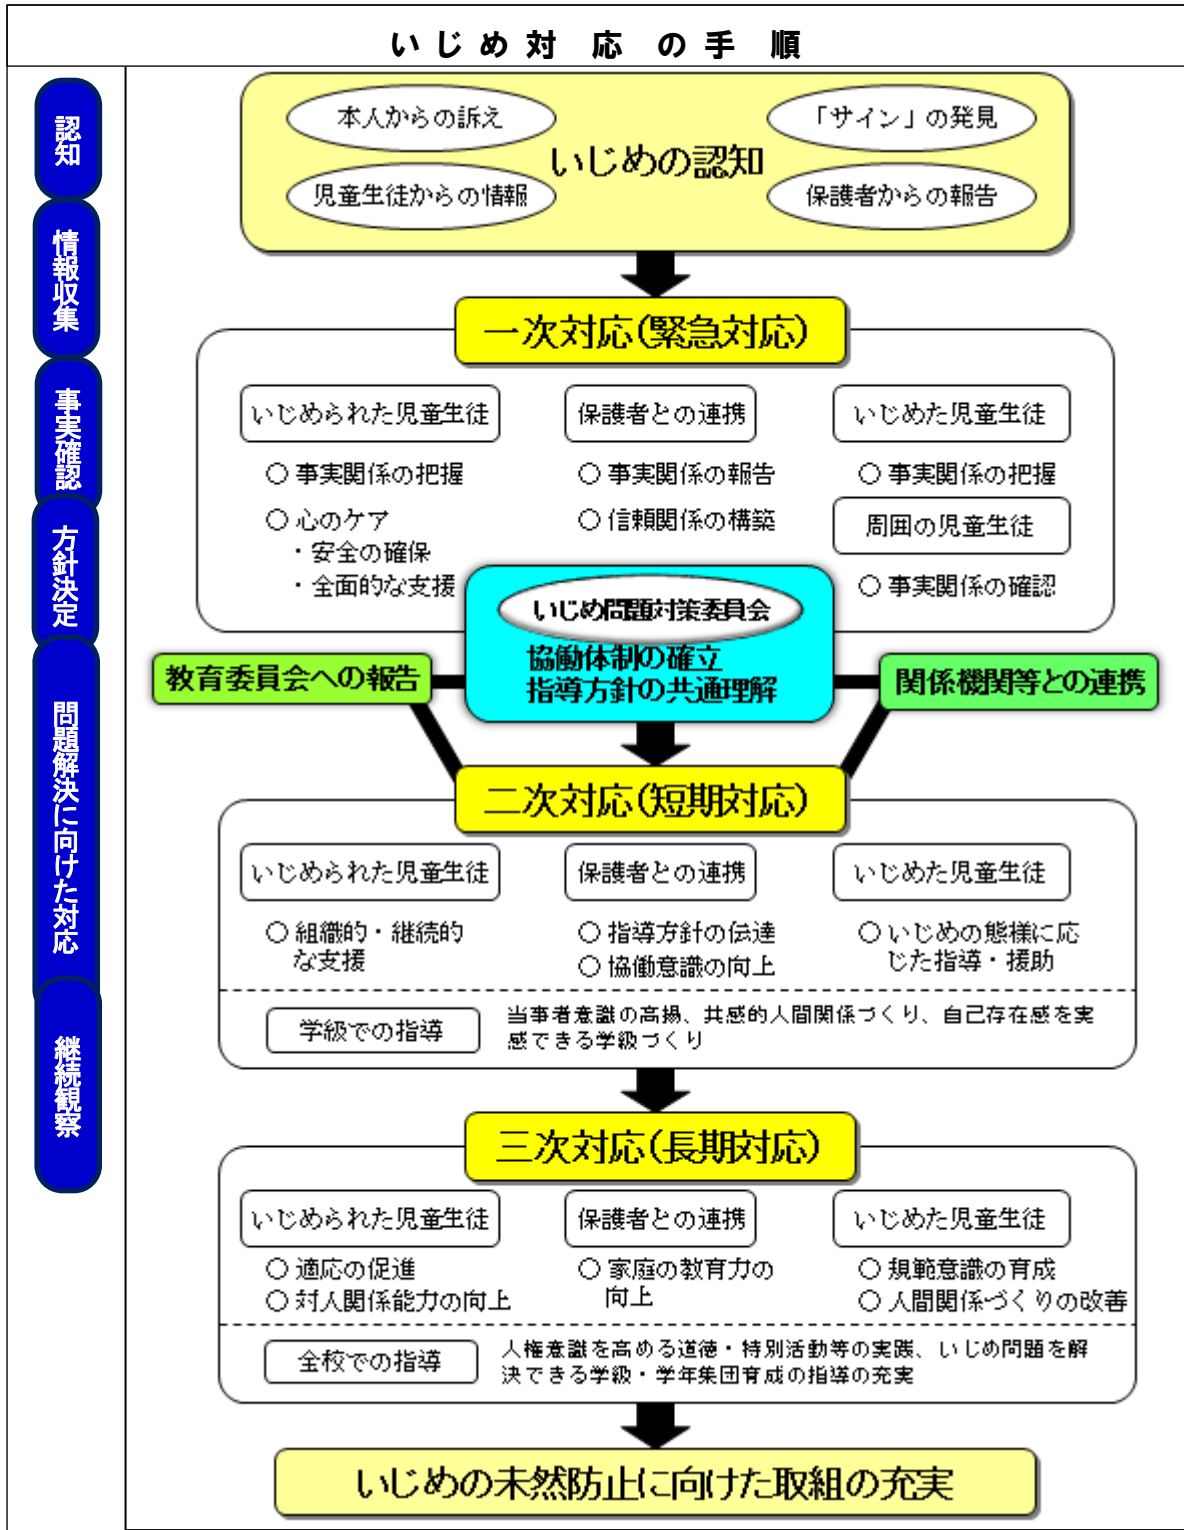 いじめ対応の手順
認知
情報収集
事実確認
方針決定
問題解決に向けた対応
継続観察
本人からの訴え
「サイン」の発見
いじめの認知
児童生徒からの情報
保護者からの報告
一次対応(緊急対応)
いじめられた児童生徒
保護者との連携
いじめた児童生徒
○ 事実関係の把握
○ 事実関係の報告
○ 事実関係の把握
○ 心のケア
○ 信頼関係の構築
周囲の児童生徒
・安全の確保
・全面的な支援
○ 事実関係の確認
いじめ問題対策委員会
協働体制の確立
指導方針の共通理解
教育委員会への報告
関係機関等との連携
二次対応(短期対応)
いじめられた児童生徒
保護者との連携
いじめた児童生徒
○ 組織的・継続的
な支援
○ 指導方針の伝達
○ 協働意識の向上
○ いじめの態様に応
じた指導・援助
学級での指導
当事者意識の高揚、共感的人間関係づくり、自己存在感を実
感できる学級づくり
三次対応(長期対応)
いじめられた児童生徒
保護者との連携
いじめた児童生徒
○ 適応の促進
○ 対人関係能力の向上
○ 家庭の教育力の
向上
○ 規範意識の育成
○ 人間関係づくりの改善
全校での指導
人権意識を高める道徳・特別活動等の実践、いじめ問題を解
決できる学級・学年集団育成の指導の充実
いじめの未然防止に向けた取組の充実